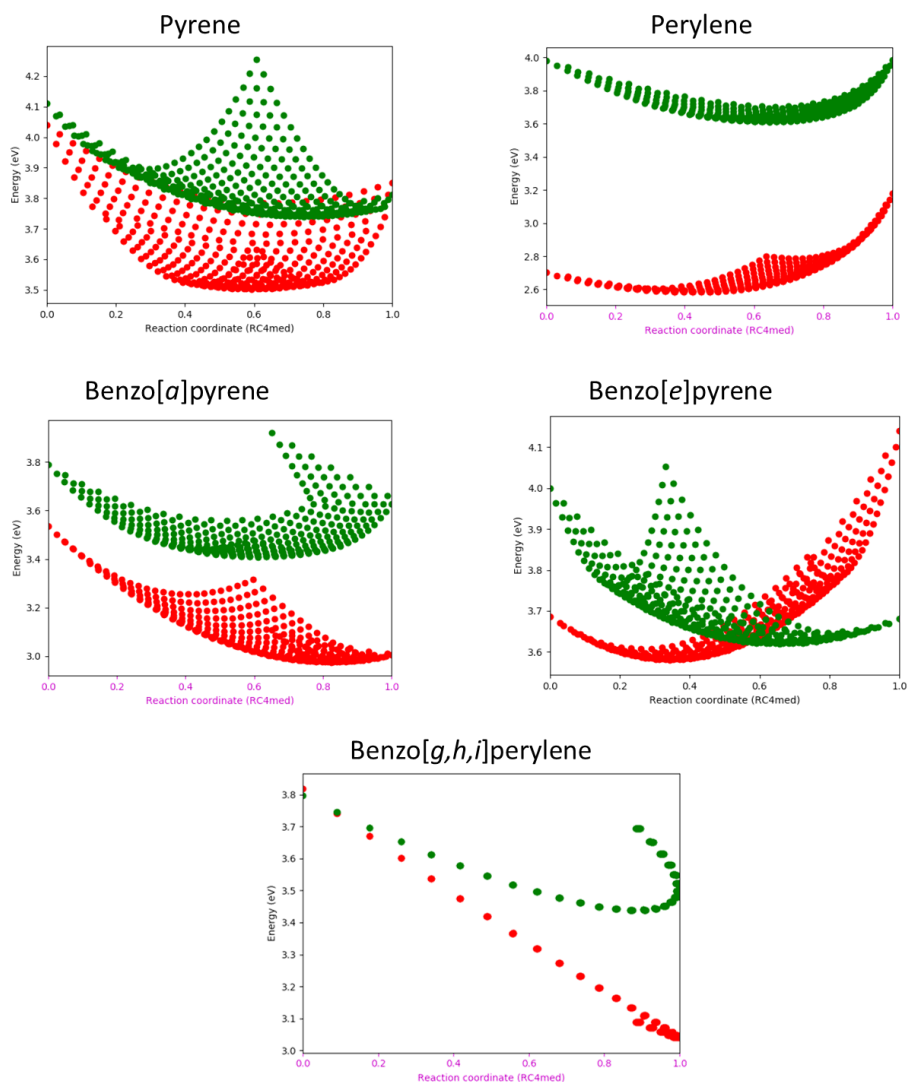 Pyrene
Perylene
4.2
4.1
4.0
3.9
3.8
3.7
3.6
3.5
Energy (eV)
0.0 0.2 0.4 0.6 0.8 1.0
Reaction coordinate (RC4med)
4.0
3.8
3.6
3.4
3.2
3.0
2.8
2.6
Energy (eV)
0.0 0.2 0.4 0.6 0.8 1.0
Reaction coordinate (RC4med)
Benzo[a]pyrene
Benzo[e]pyrene
3.8
3.6
3.4
3.2
3.0
Energy (eV)
0.0 0.2 0.4 0.6 0.8 1.0
Reaction coordinate (RC4med)
4.1
4.0
3.9
3.8
3.7
3.6
Energy (eV)
0.0 0.2 0.4 0.6 0.8 1.0
Reaction coordinate (RC4med)
Benzo[g,h,i]perylene
3.8
3.7
3.6
3.5
3.4
3.3
3.2
3.1
3.0
Energy (eV)
0.0 0.2 0.4 0.6 0.8 1.0
Reaction coordinate (RC4med)